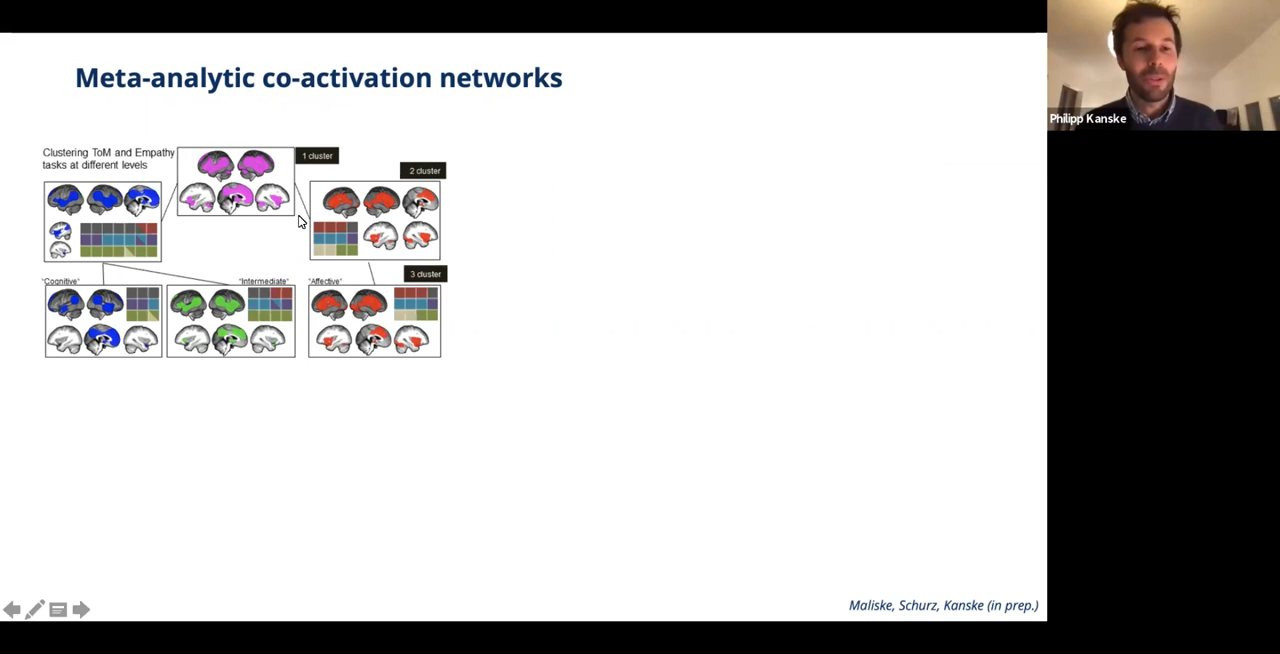 Meta-analytic co-activation networks
Philipp Kanske
Clustering ToM and Empathy
tasks at different levels
1 cluster
2 cluster
3 cluster
"Cognitive"
"Intermediate"
"Affective"
Maliske, Schurz, Kanske (in prep.)